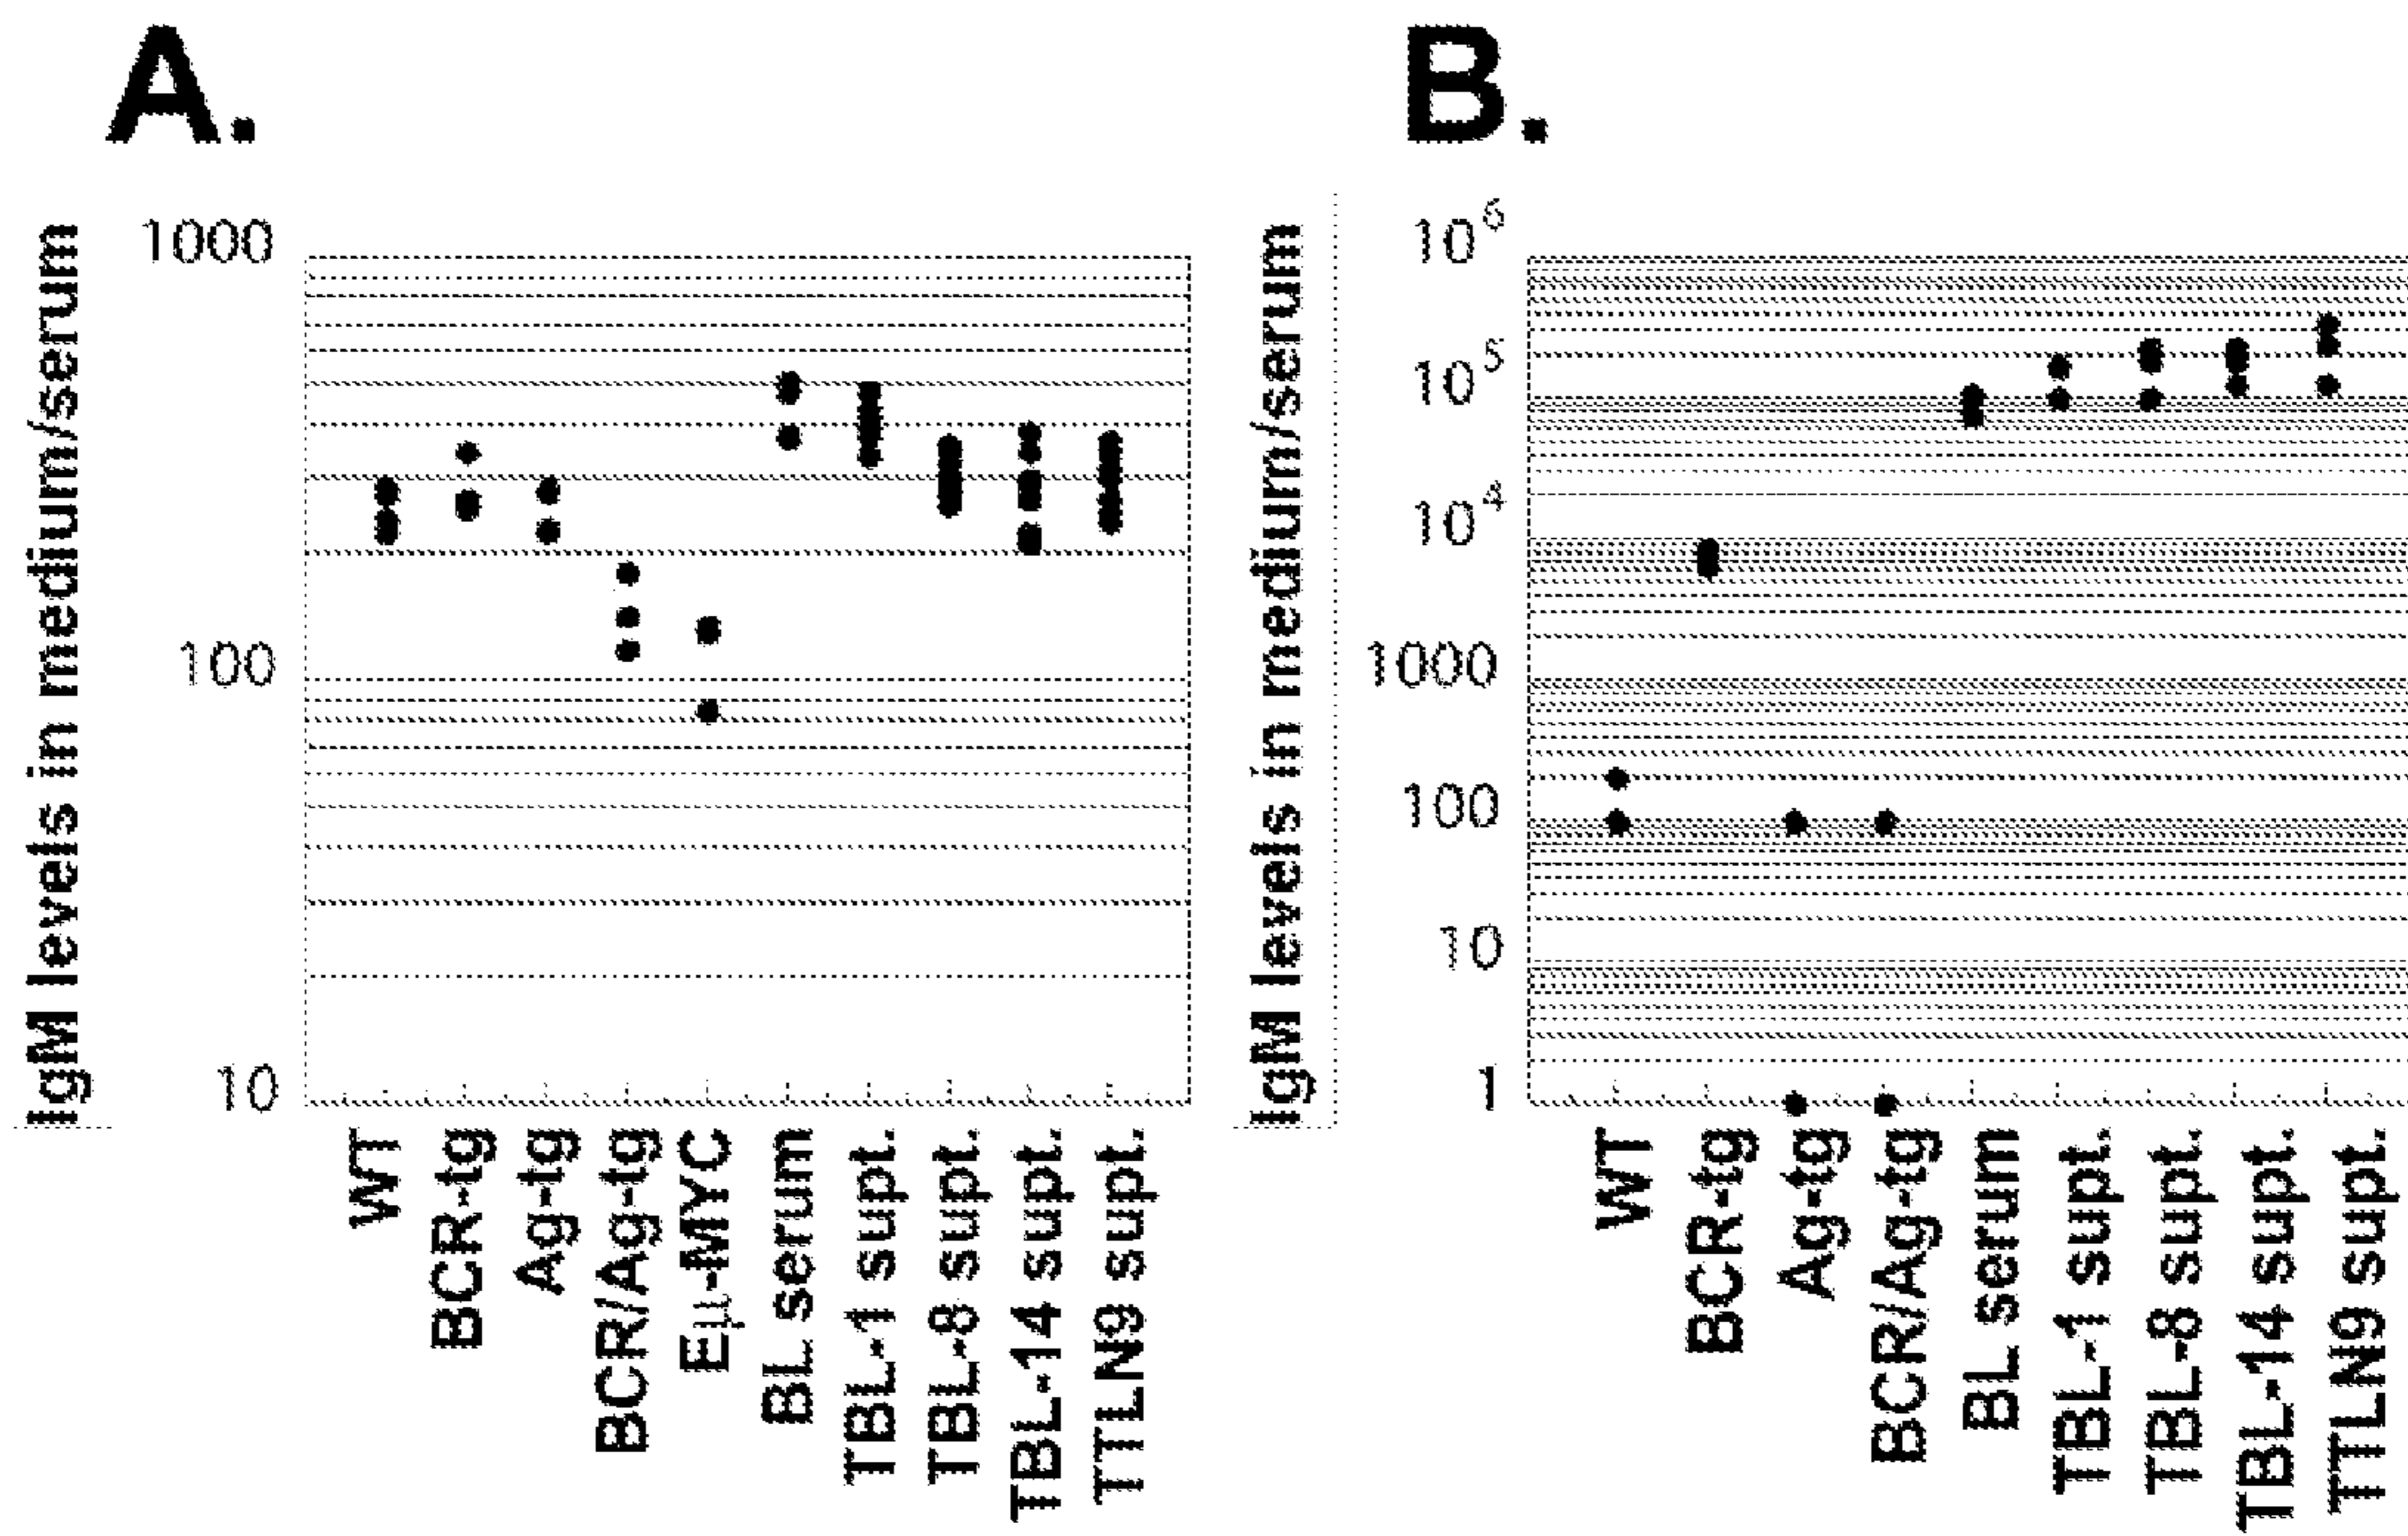 A.
IgM levels in medium/serum
1000
100
10
WT
BCR-tg
Ag-tg
BCR/Ag-tg
Eμ-MYC
BL serum
TBL-1 supt.
TBL-8 supt.
TBL-14 supt.
TTLN9 supt.
B.
IgM levels in medium/serum
10⁶
10⁵
10⁴
1000
100
10
1
WT
BCR-tg
Ag-tg
BCR/Ag-tg
BL serum
TBL-1 supt.
TBL-8 supt.
TBL-14 supt.
TTLN9 supt.